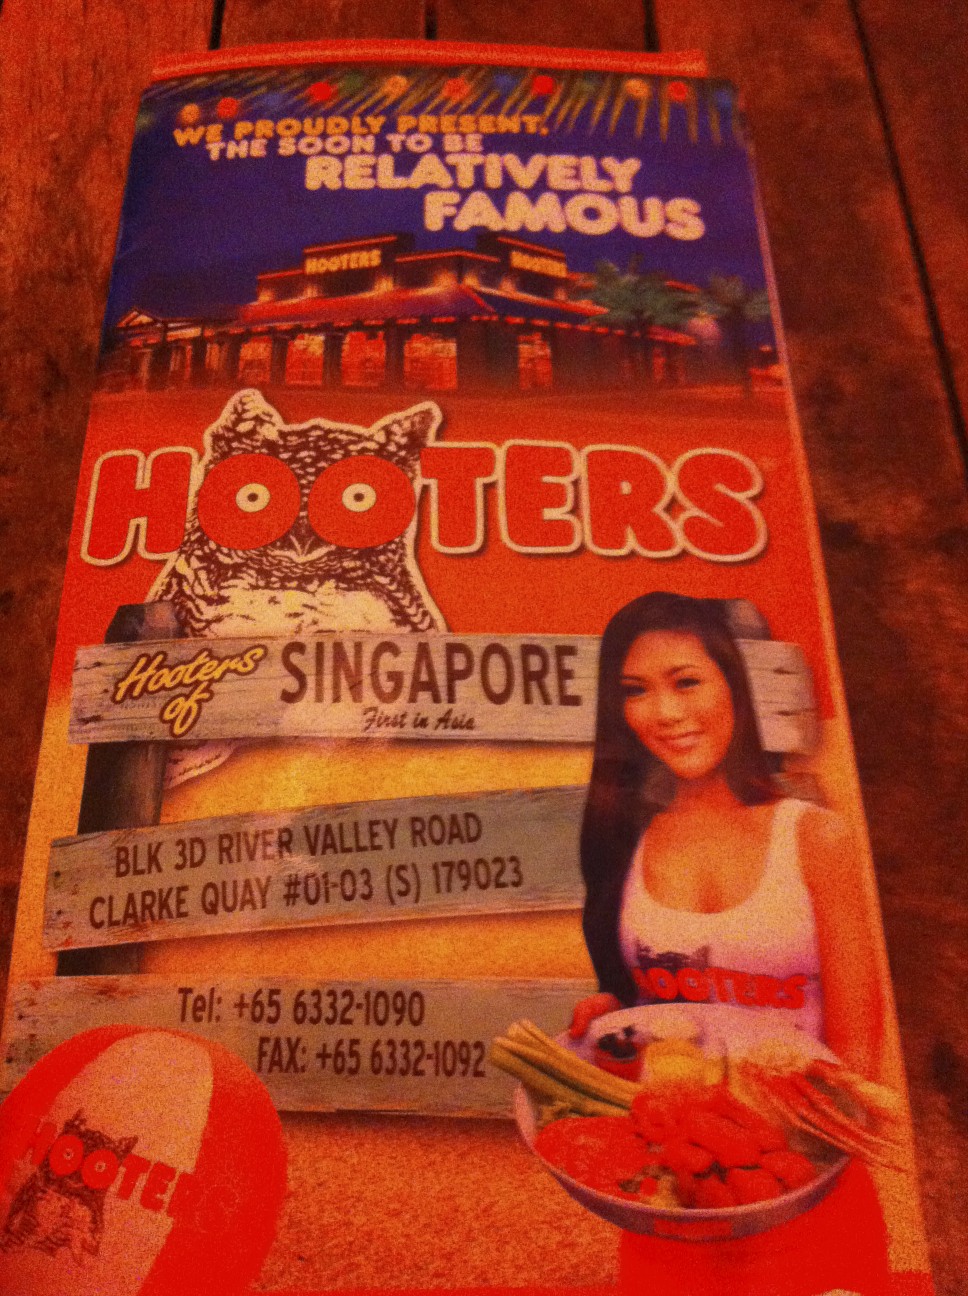 WE PROUDLY PRESENT,
THE SOON TO BE
RELATIVELY
FAMOUS
HOOTERS
HOOTERS
HOOTERS
Hooters of
SINGAPORE
First in Asia
BLK 3D RIVER VALLEY ROAD
CLARKE QUAY #01-03 (S) 179023
Tel: +65 6332-1090
FAX: +65 6332-1092
HOOTERS
HOOTERS